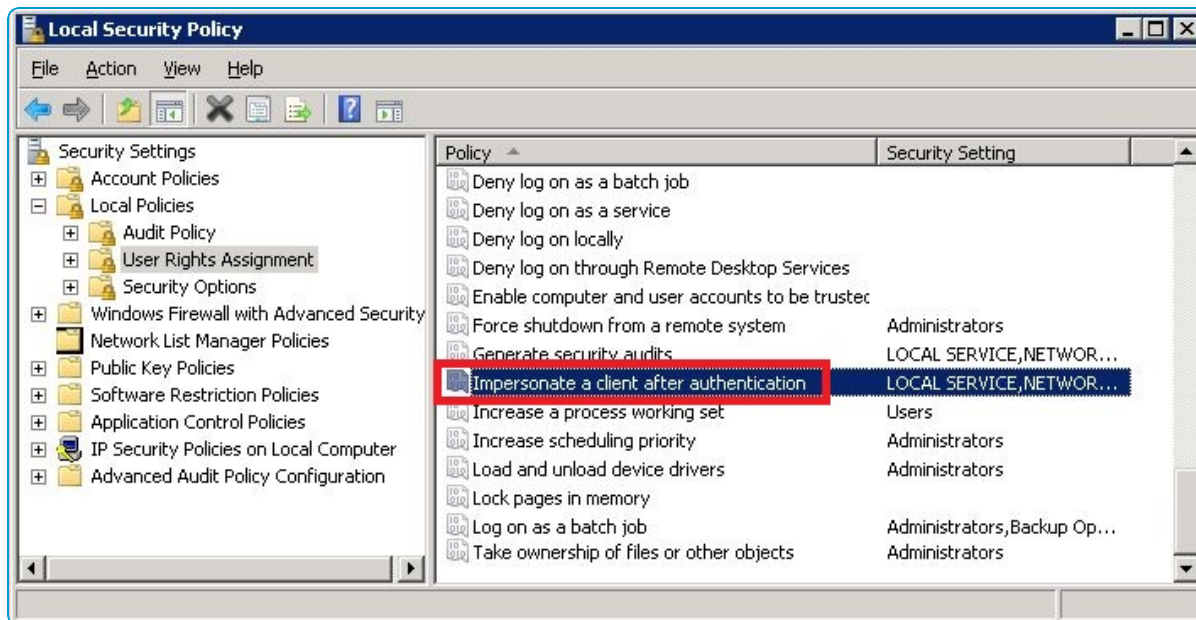 Local Security Policy
File Action View Help
Security Settings
Account Policies
Local Policies
Audit Policy
User Rights Assignment
Security Options
Windows Firewall with Advanced Security
Network List Manager Policies
Public Key Policies
Software Restriction Policies
Application Control Policies
IP Security Policies on Local Computer
Advanced Audit Policy Configuration
Policy Security Setting
Deny log on as a batch job
Deny log on as a service
Deny log on locally
Deny log on through Remote Desktop Services
Enable computer and user accounts to be trusted
Force shutdown from a remote system Administrators
Generate security audits LOCAL SERVICE,NETWOR...
Impersonate a client after authentication LOCAL SERVICE,NETWOR...
Increase a process working set Users
Increase scheduling priority Administrators
Load and unload device drivers Administrators
Lock pages in memory
Log on as a batch job Administrators,Backup Op...
Take ownership of files or other objects Administrators